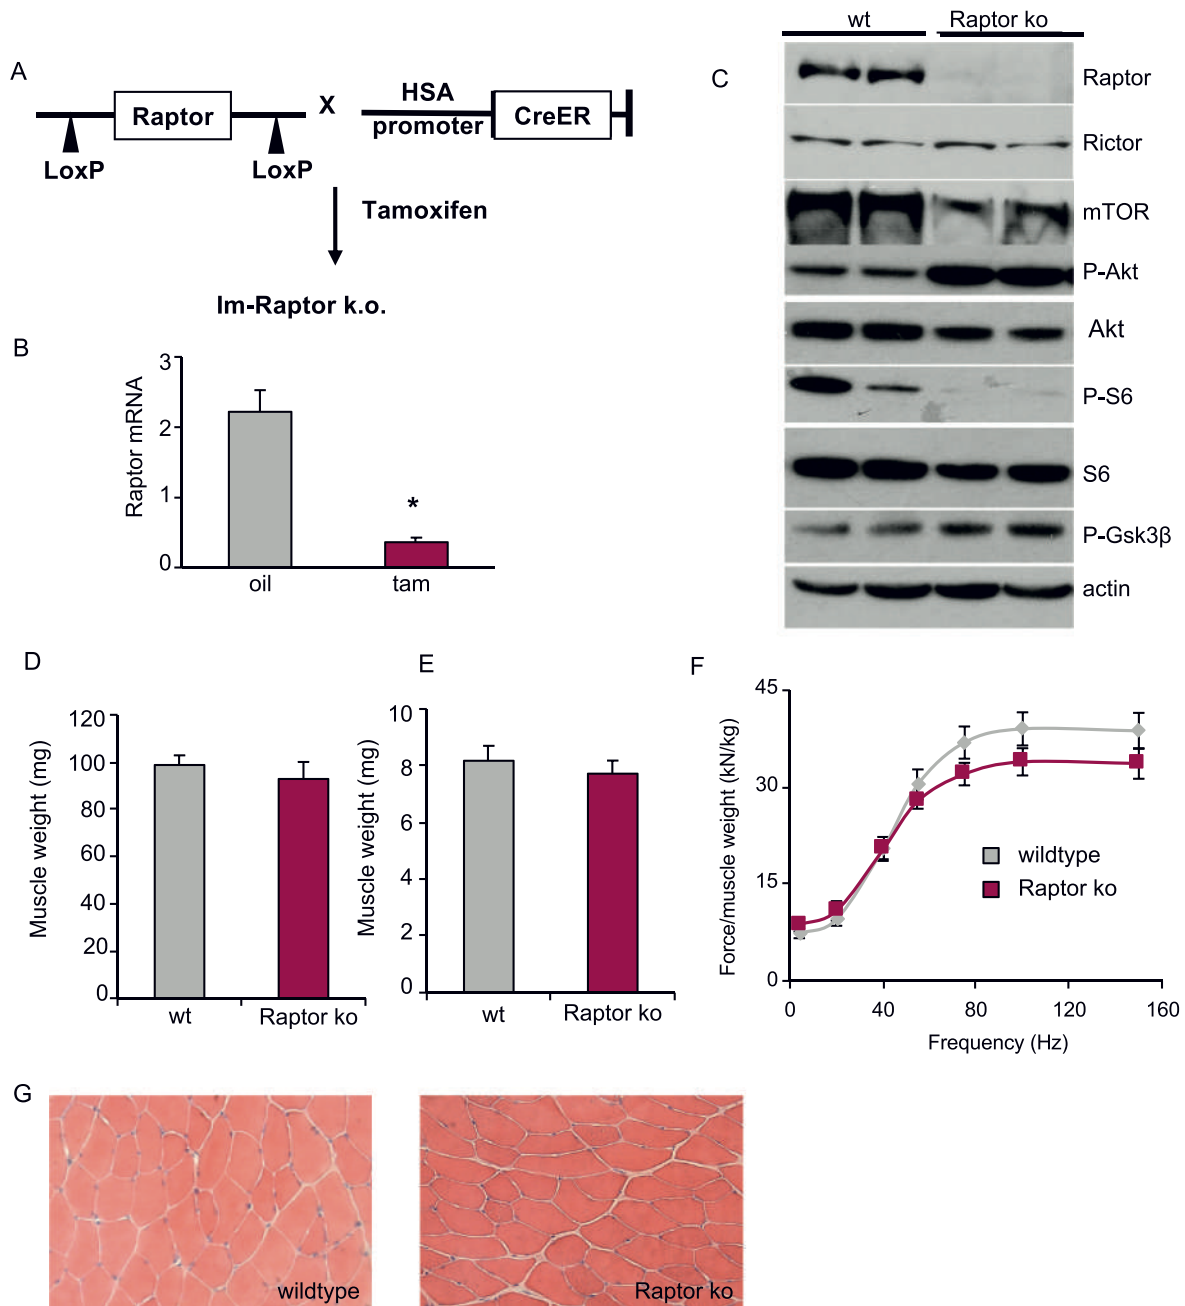 A
Raptor
X
HSA
promoter
CreER
LoxP
LoxP
Tamoxifen
Im-Raptor k.o.
B
Raptor mRNA
3
2
1
0
*
oil
tam
C
wt
Raptor ko
Raptor
Rictor
mTOR
P-Akt
Akt
P-S6
S6
P-Gsk3β
actin
D
Muscle weight (mg)
120
100
80
60
40
20
0
wt
Raptor ko
E
Muscle weight (mg)
10
8
6
4
2
0
wt
Raptor ko
F
Force/muscle weight (kN/kg)
45
30
15
0
wildtype
Raptor ko
0
40
80
120
160
Frequency (Hz)
G
wildtype
Raptor ko